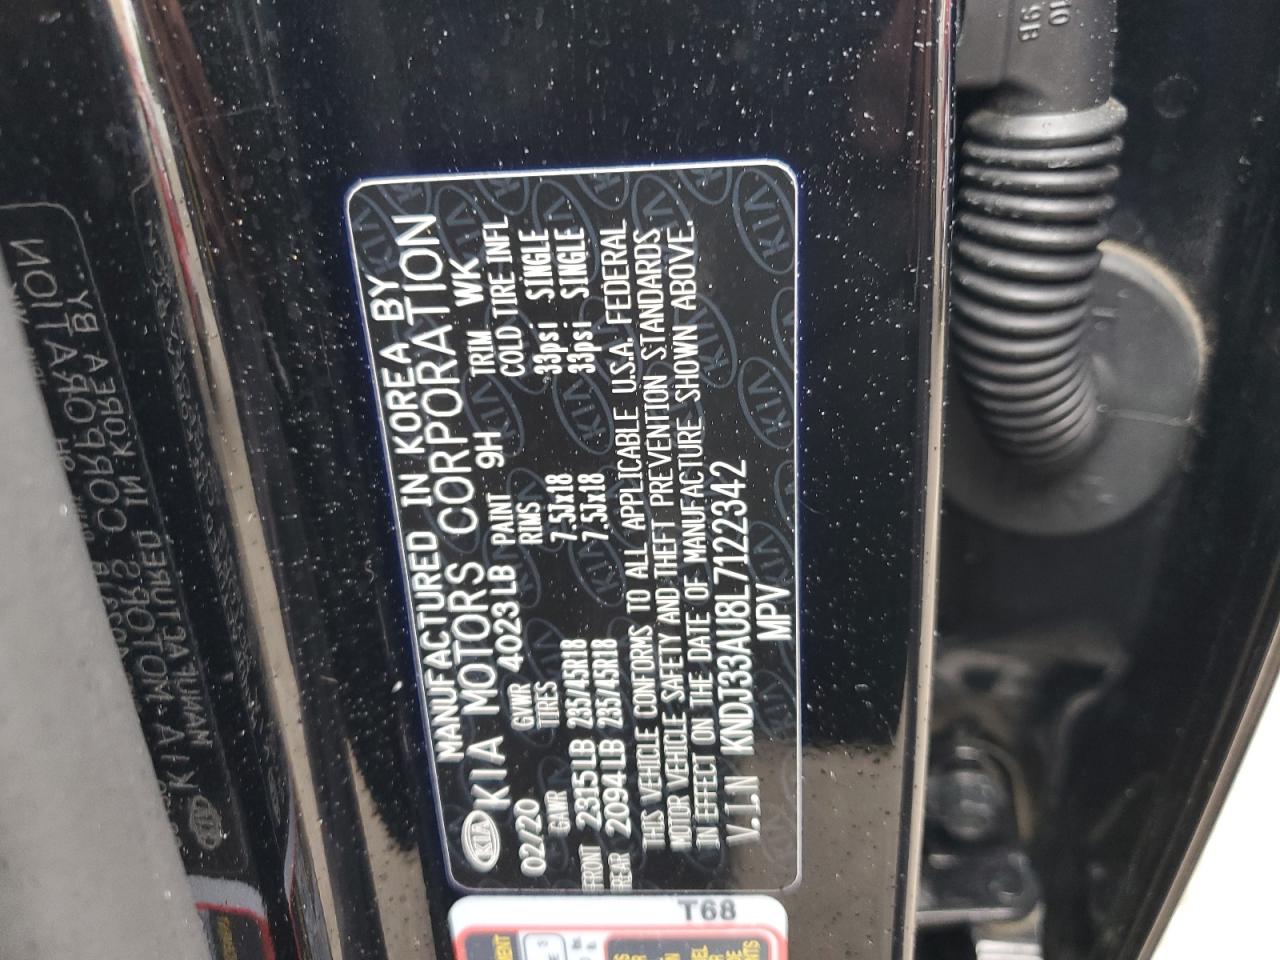 MANUFACTURED IN KOREA BY
KIA KIA MOTORS CORPORATION
02/20 GVWR 4023LB PAINT 9H TRIM WK
GAWR TIRES RIMS COLD TIRE INFL
FRONT 2315LB 235/45R18 7.5Jx18 33psi SINGLE
REAR 2094LB 235/45R18 7.5Jx18 33psi SINGLE
THIS VEHICLE CONFORMS TO ALL APPLICABLE U.S.A. FEDERAL
MOTOR VEHICLE SAFETY AND THEFT PREVENTION STANDARDS
IN EFFECT ON THE DATE OF MANUFACTURE SHOWN ABOVE.
V.I.N KNDJ33AU8L7122342
MPV
T68